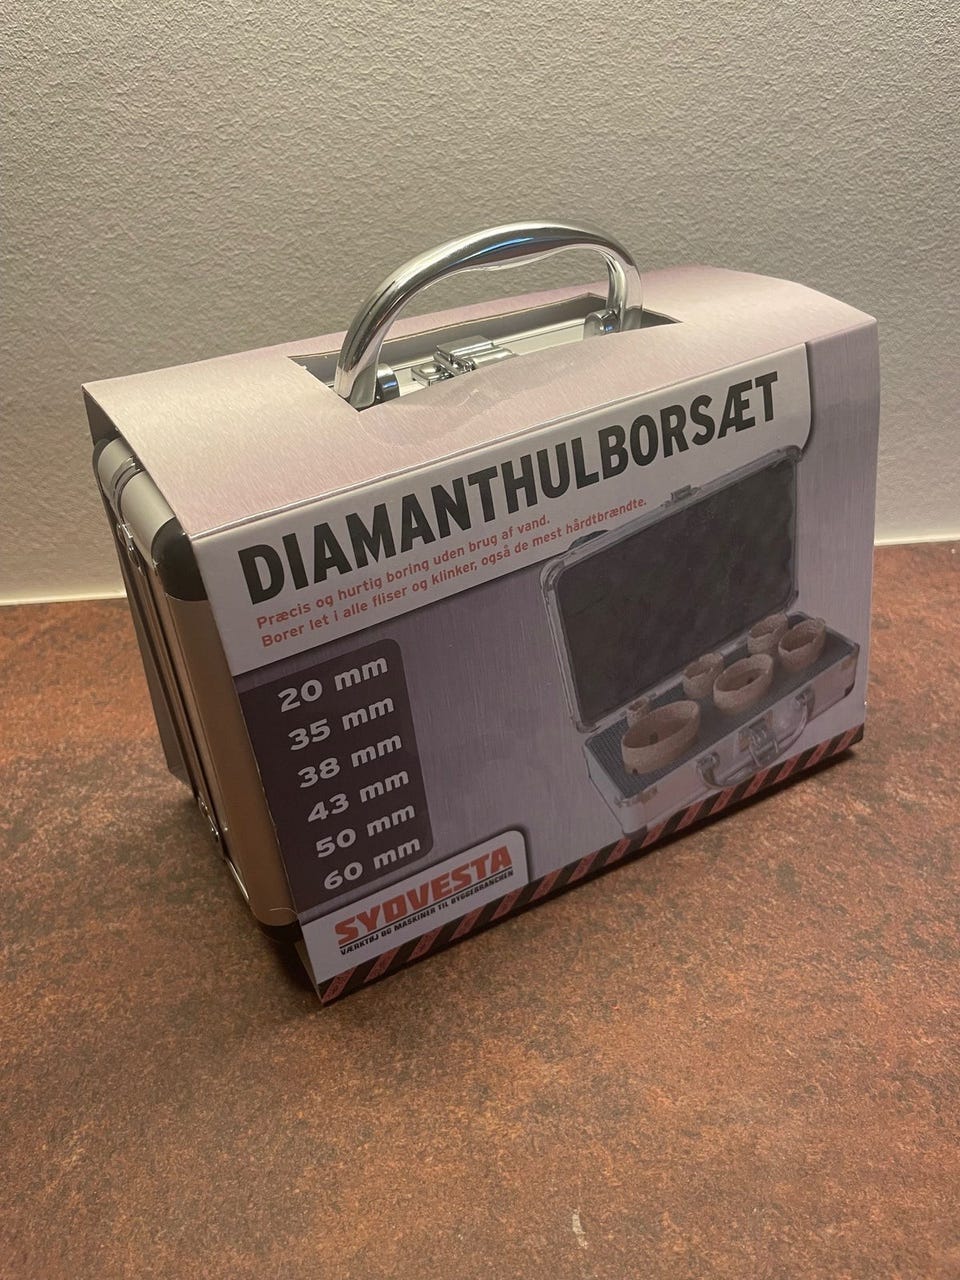 DIAMANTHULBORSÆT
Præcis og hurtig boring uden brug af vand.
Borer let i alle fliser og klinker, også de mest hårdtbrændte.
20 mm
35 mm
38 mm
43 mm
50 mm
60 mm
SYDVESTA
VÆRKTØJ OG MASKINER TIL BYGGEBRANCHEN